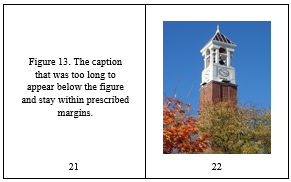 Figure 13. The caption
that was too long to
appear below the figure
and stay within prescribed
margins.
21
22